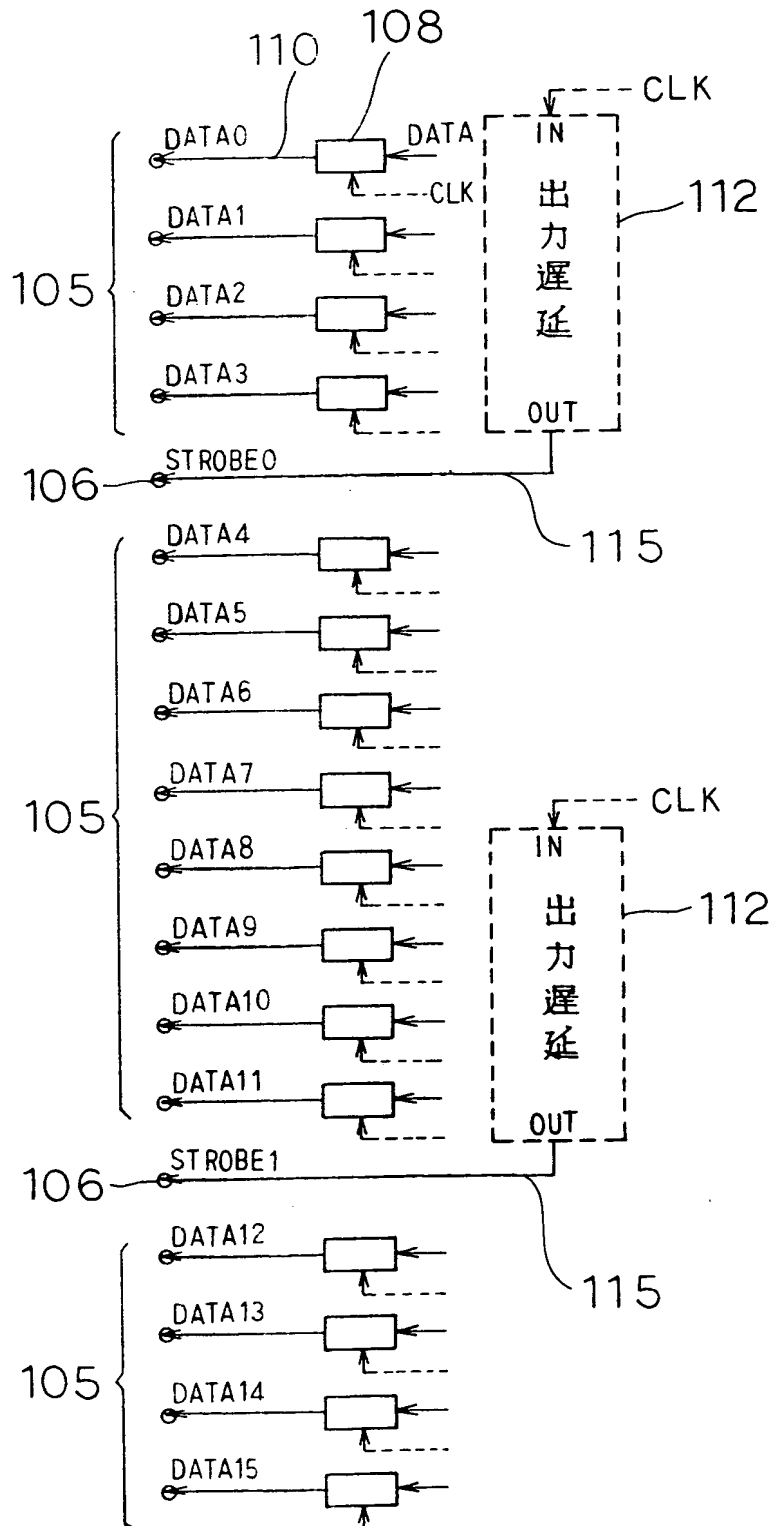 110
108
CLK
DATA0
DATA
IN
CLK
出力遅延
112
DATA1
105
DATA2
DATA3
OUT
STROBE0
106
115
DATA4
DATA5
DATA6
DATA7
CLK
105
DATA8
IN
出力遅延
112
DATA9
DATA10
DATA11
OUT
STROBE1
106
DATA12
115
DATA13
105
DATA14
DATA15